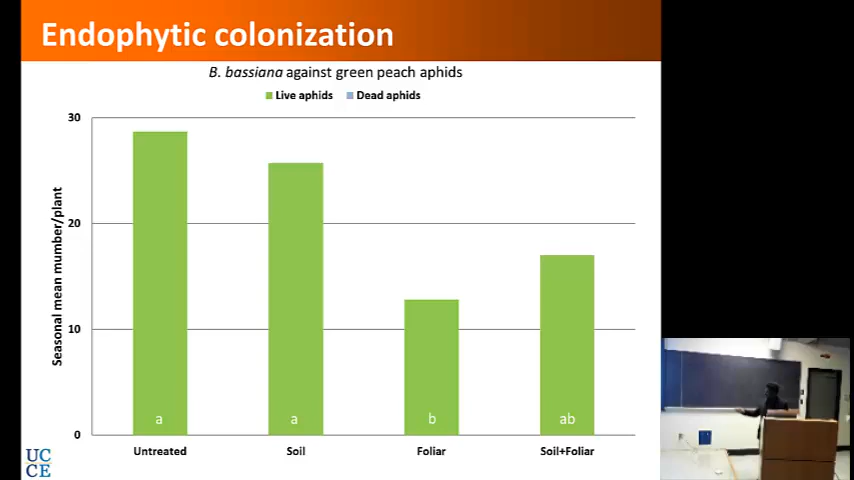 Endophytic colonization
B. bassiana against green peach aphids
Live aphids Dead aphids
Seasonal mean mumber/plant
30
20
10
0
a a b ab
Untreated Soil Foliar Soil+Foliar
UC
CE